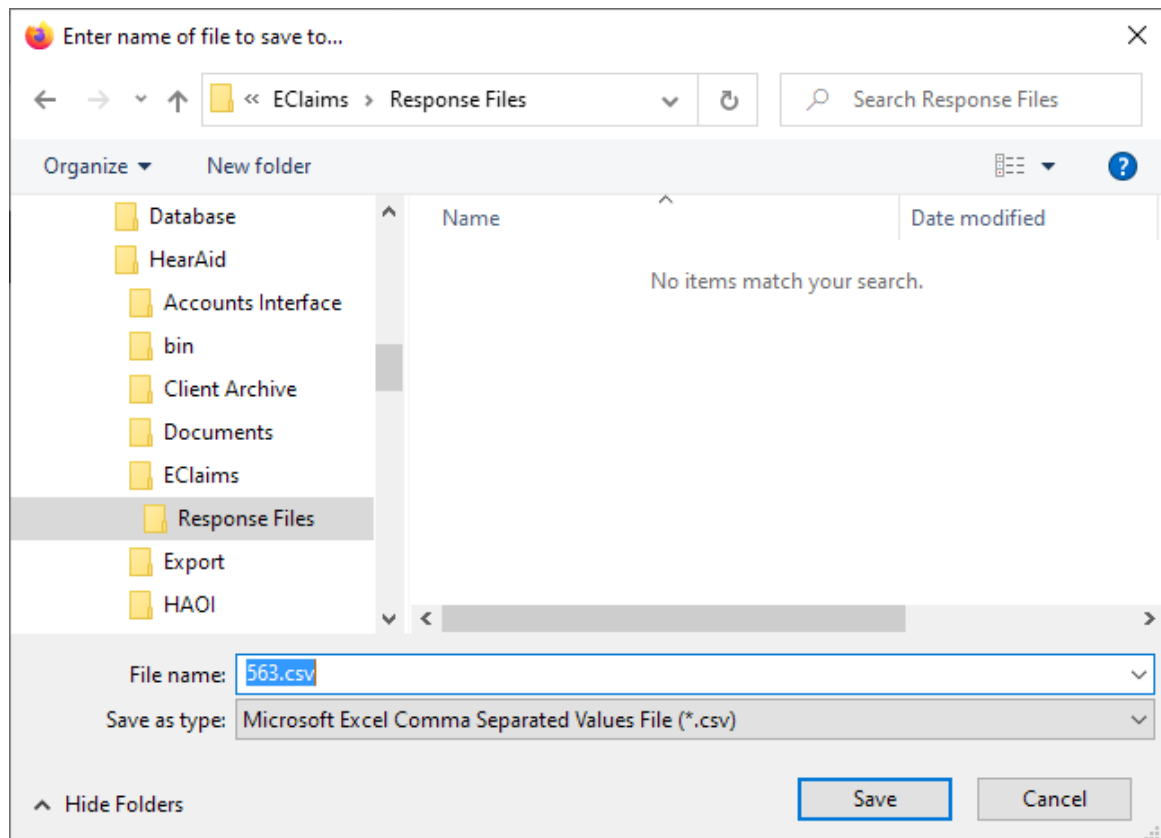 Enter name of file to save to...
« EClaims > Response Files
Search Response Files
Organize
New folder
?
Database
HearAid
Accounts Interface
bin
Client Archive
Documents
EClaims
Response Files
Export
HAOI
Name
Date modified
No items match your search.
File name: 563.csv
Save as type: Microsoft Excel Comma Separated Values File (*.csv)
Hide Folders
Save
Cancel